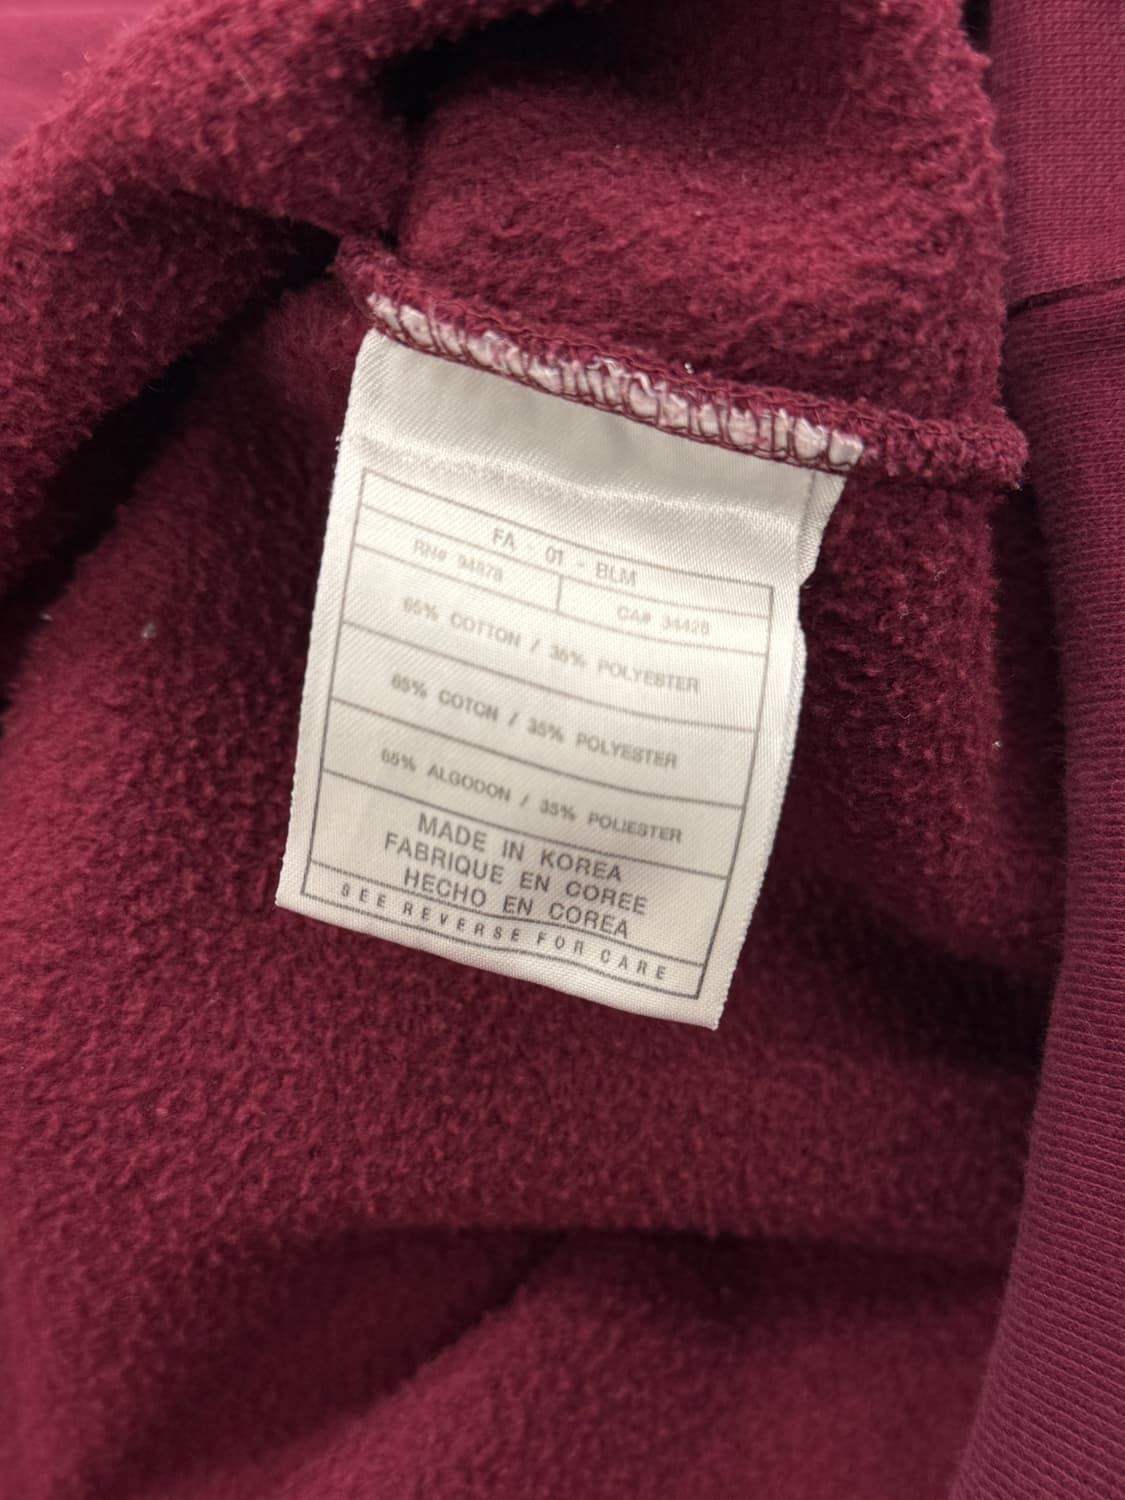 FA - 01 - BLM
RN# 94878
CA# 34426
65% COTTON / 35% POLYESTER
65% COTON / 35% POLYESTER
65% ALGODON / 35% POLIESTER
MADE IN KOREA
FABRIQUE EN COREE
HECHO EN COREA
SEE REVERSE FOR CARE